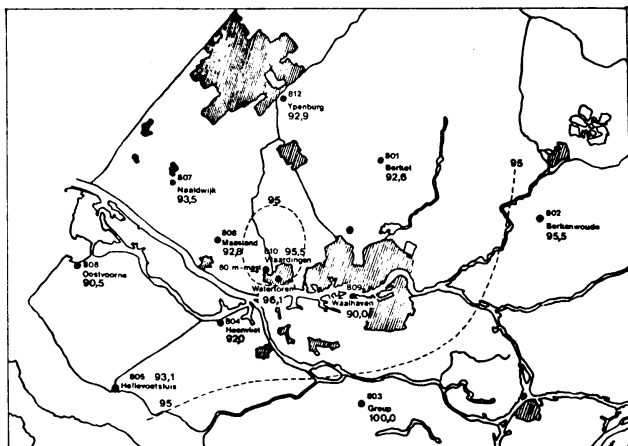 812
Ypenburg
92,9
801
Berkel
92,6
95
807
Naaldwijk
93,5
95
802
Berkenwoude
95,5
806
Maasland
92,8
810
95,5
Vlaardingen
80 m-mast
808
Oostvoorne
90,5
Watertoren
96,1
809
Waalhaven
90,0
804
Heenvliet
92,0
805
93,1
Hellevoetsluis
95
803
Greup
100,0